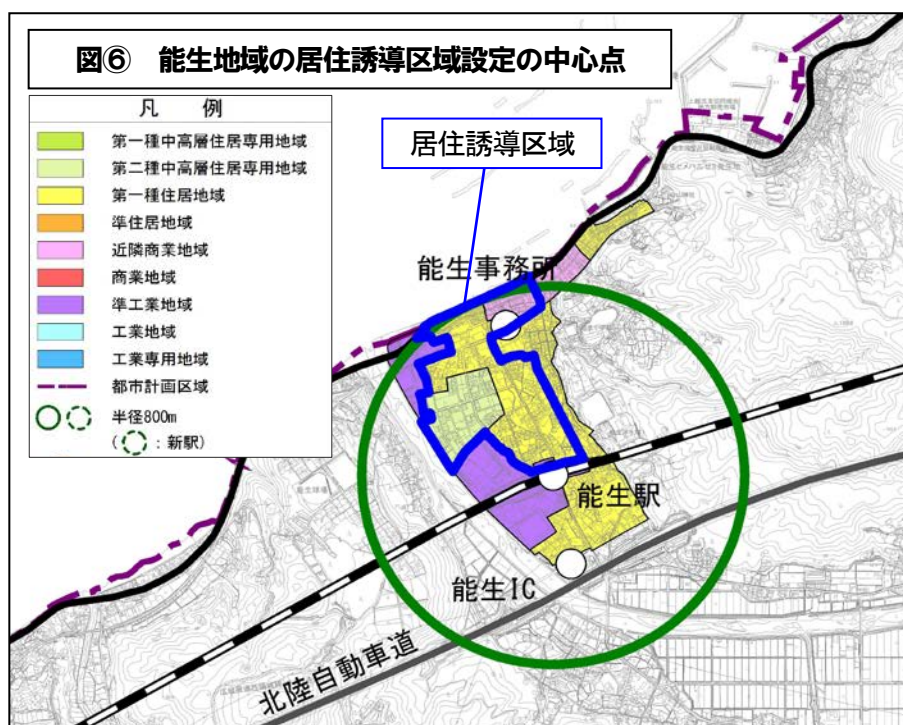 図⑥ 能生地域の居住誘導区域設定の中心点
凡 例
第一種中高層住居専用地域
第二種中高層住居専用地域
第一種住居地域
準住居地域
近隣商業地域
商業地域
準工業地域
工業地域
工業専用地域
都市計画区域
半径800m
( : 新駅)
居住誘導区域
能生事務所
能生駅
能生IC
北陸自動車道
能生球場